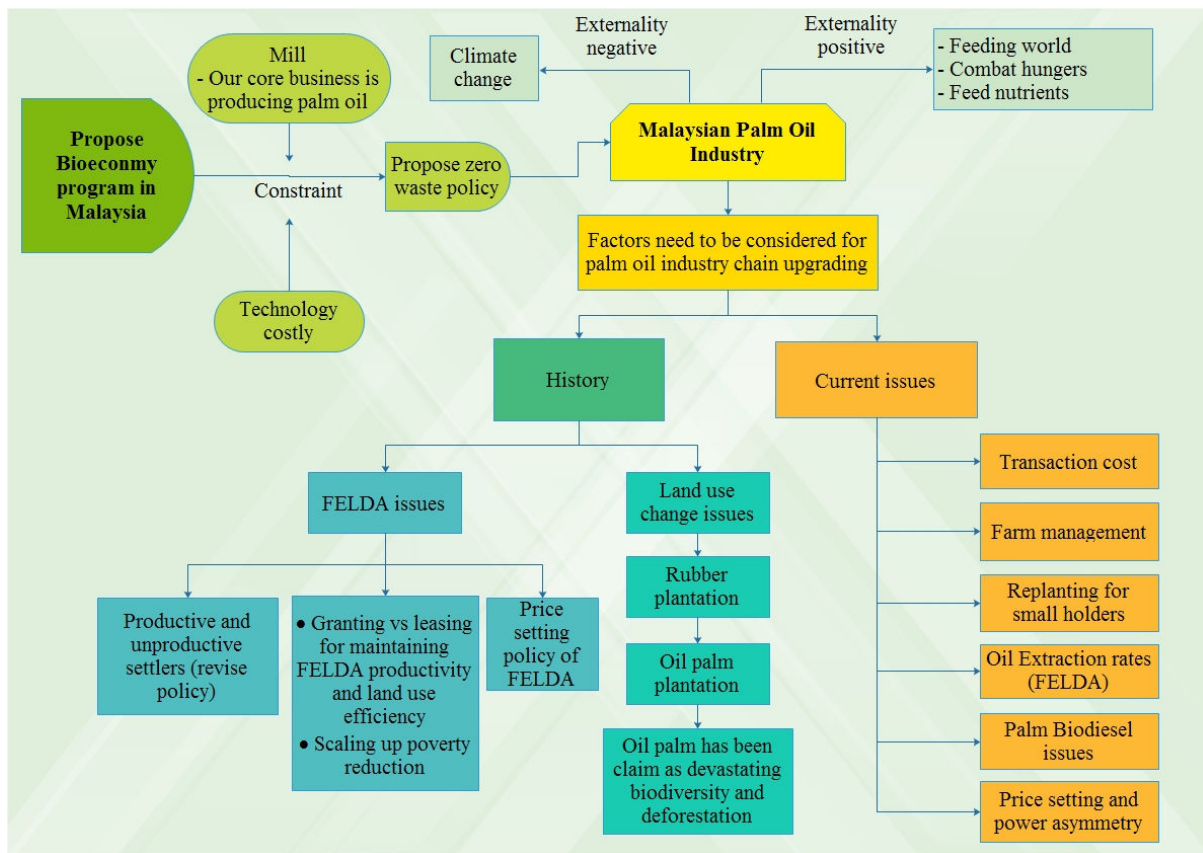 Mill
- Our core business is
producing palm oil
Propose
Bioeconmy
program in
Malaysia
Constraint
Technology
costly
Propose zero
waste policy
Climate
change
Externality
negative
Externality
positive
- Feeding world
- Combat hungers
- Feed nutrients
Malaysian Palm Oil
Industry
Factors need to be considered for
palm oil industry chain upgrading
History
Current issues
FELDA issues
Land use
change issues
Productive and
unproductive
settlers (revise
policy)
● Granting vs leasing
for maintaining
FELDA productivity
and land use
efficiency
● Scaling up poverty
reduction
Price
setting
policy of
FELDA
Rubber
plantation
Oil palm
plantation
Oil palm has been
claim as devastating
biodiversity and
deforestation
Transaction cost
Farm management
Replanting for
small holders
Oil Extraction rates
(FELDA)
Palm Biodiesel
issues
Price setting and
power asymmetry